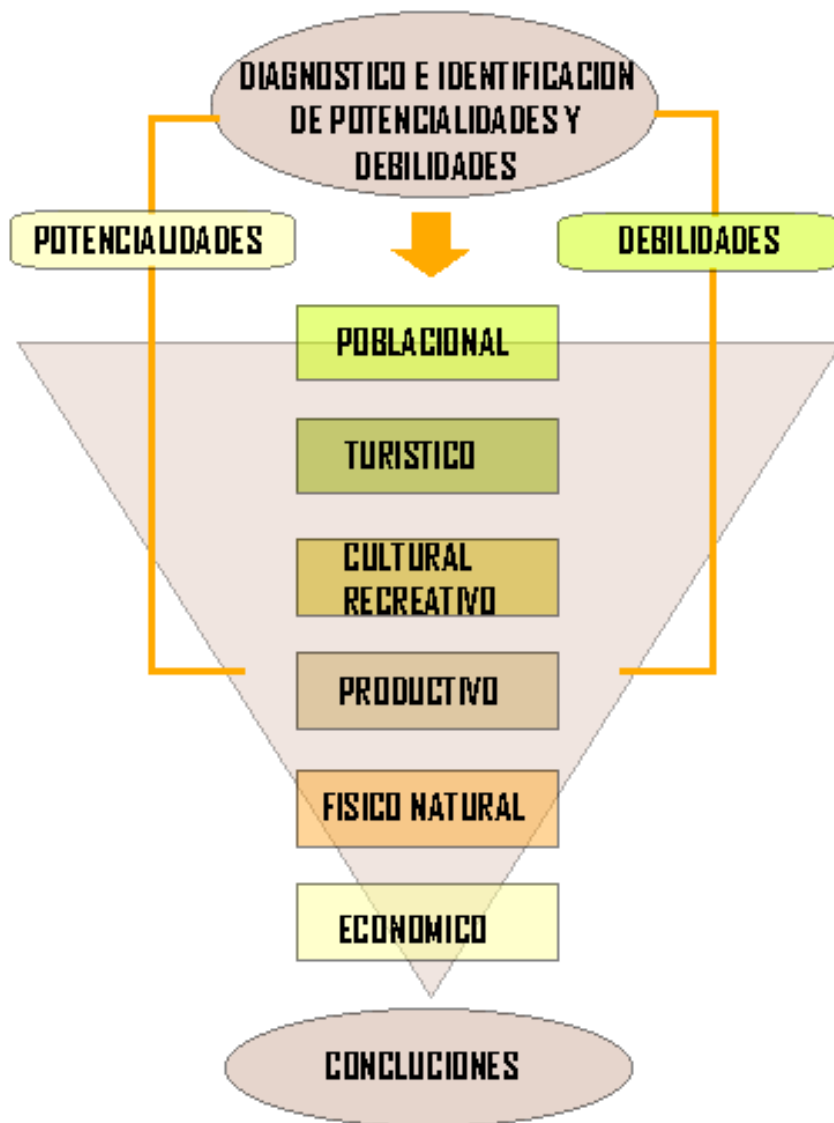 DIAGNOSTICO E IDENTIFICACION
DE POTENCIALIDADES Y
DEBILIDADES
POTENCIALIDADES
DEBILIDADES
POBLACIONAL
TURISTICO
CULTURAL
RECREATIVO
PRODUCTIVO
FISICO NATURAL
ECONOMICO
CONCLUCIONES